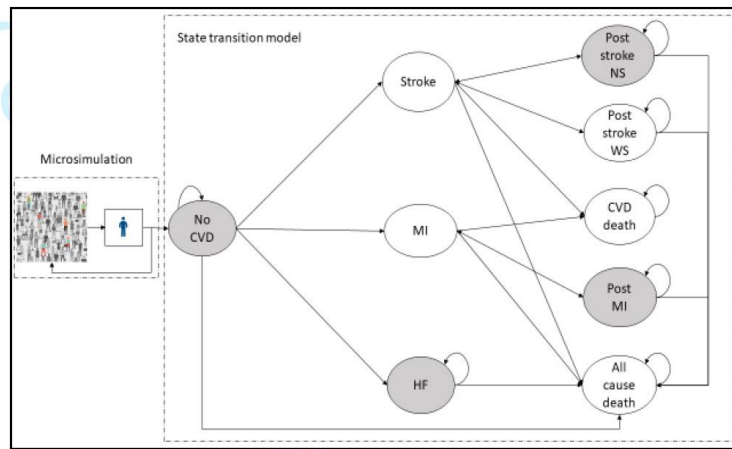 State transition model
Microsimulation
No
CVD
Stroke
MI
HF
Post
stroke
NS
Post
stroke
WS
CVD
death
Post
MI
All
cause
death